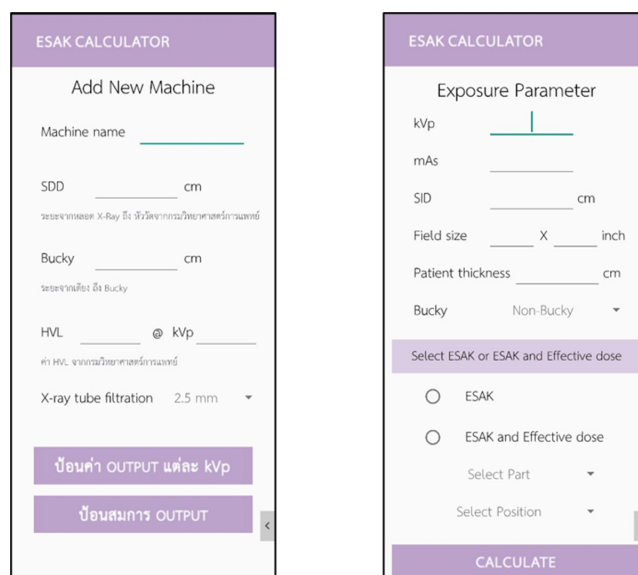 ESAK CALCULATOR
Add New Machine
Machine name
SDD cm
ระยะจากหลอด X-Ray ถึง หัววัดจากกรมวิทยาศาสตร์การแพทย์
Bucky cm
ระยะจากเตียง ถึง Bucky
HVL @ kVp
ค่า HVL จากกรมวิทยาศาสตร์การแพทย์
X-ray tube filtration 2.5 mm
ป้อนค่า OUTPUT แต่ละ kVp
ป้อนสมการ OUTPUT
<
ESAK CALCULATOR
Exposure Parameter
kVp
mAs
SID cm
Field size X inch
Patient thickness cm
Bucky Non-Bucky
Select ESAK or ESAK and Effective dose
ESAK
ESAK and Effective dose
Select Part
Select Position
CALCULATE